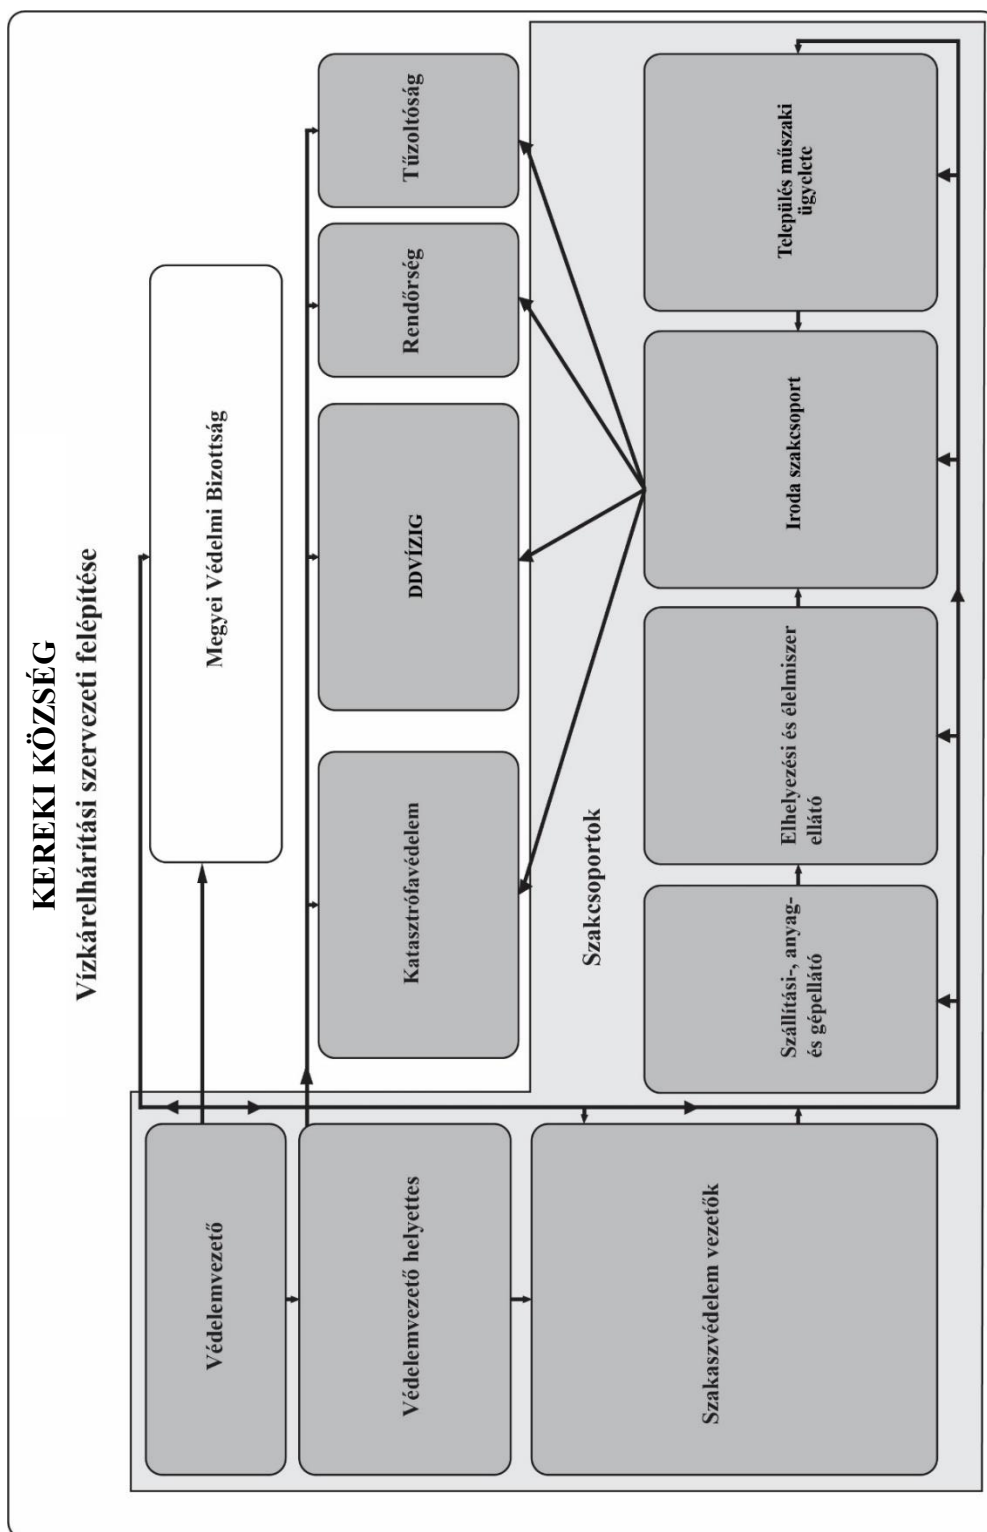 KEREKI KÖZSÉG
Vízkárelhárítási szervezeti felépítése
Védelemvezető
Megyei Védelmi Bizottság
Védelemvezető helyettes
Katasztrófavédelem
DDVÍZIG
Rendőrség
Tűzoltóság
Szakcsoportok
Szakaszvédelem vezetők
Szállítási-, anyag-
és gépellátó
Elhelyezési és élelmiszer
ellátó
Iroda szakcsoport
Település műszaki
ügyelete